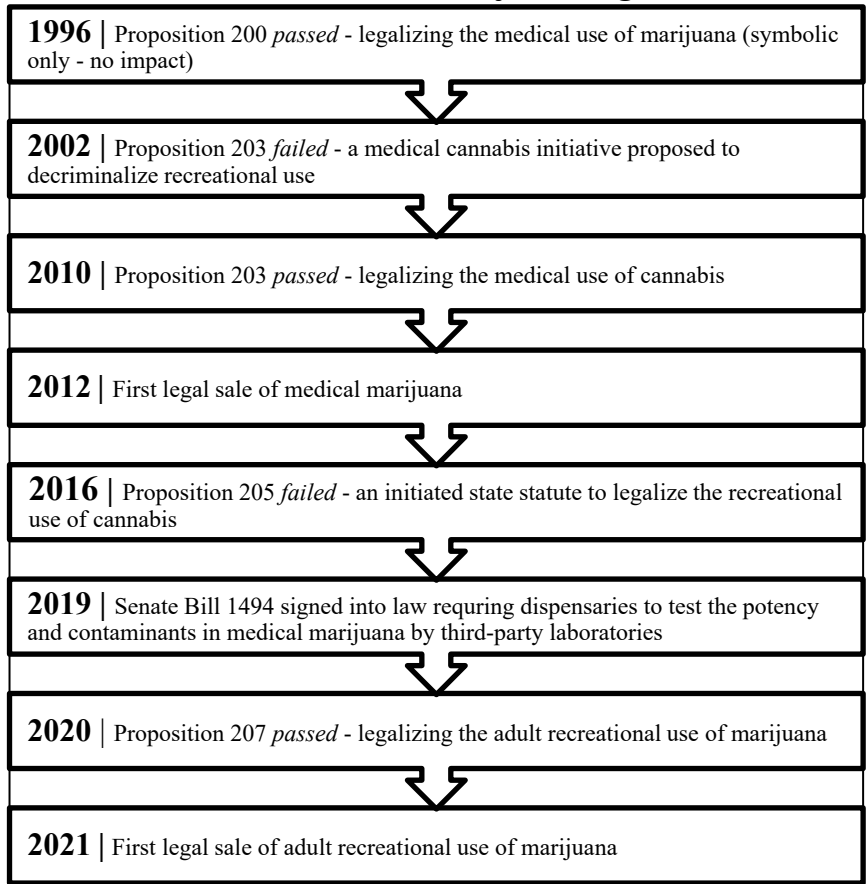 1996 | Proposition 200 passed - legalizing the medical use of marijuana (symbolic
only - no impact)
2002 | Proposition 203 failed - a medical cannabis initiative proposed to
decriminalize recreational use
2010 | Proposition 203 passed - legalizing the medical use of cannabis
2012 | First legal sale of medical marijuana
2016 | Proposition 205 failed - an initiated state statute to legalize the recreational
use of cannabis
2019 | Senate Bill 1494 signed into law requring dispensaries to test the potency
and contaminants in medical marijuana by third-party laboratories
2020 | Proposition 207 passed - legalizing the adult recreational use of marijuana
2021 | First legal sale of adult recreational use of marijuana